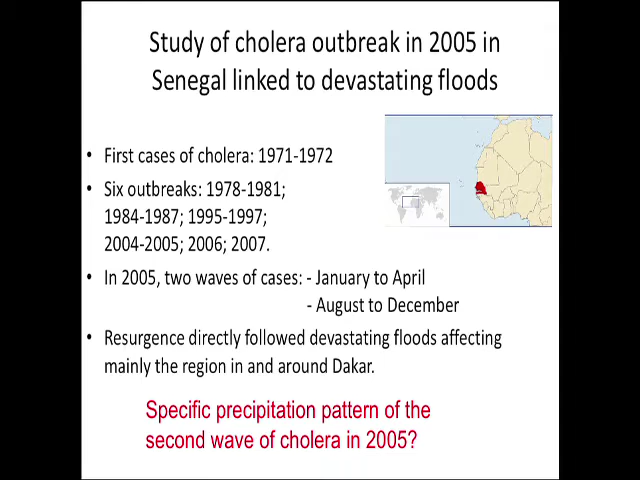 Study of cholera outbreak in 2005 in
Senegal linked to devastating floods
• First cases of cholera: 1971-1972
• Six outbreaks: 1978-1981;
1984-1987; 1995-1997;
2004-2005; 2006; 2007.
• In 2005, two waves of cases: - January to April
- August to December
• Resurgence directly followed devastating floods affecting
mainly the region in and around Dakar.
Specific precipitation pattern of the
second wave of cholera in 2005?